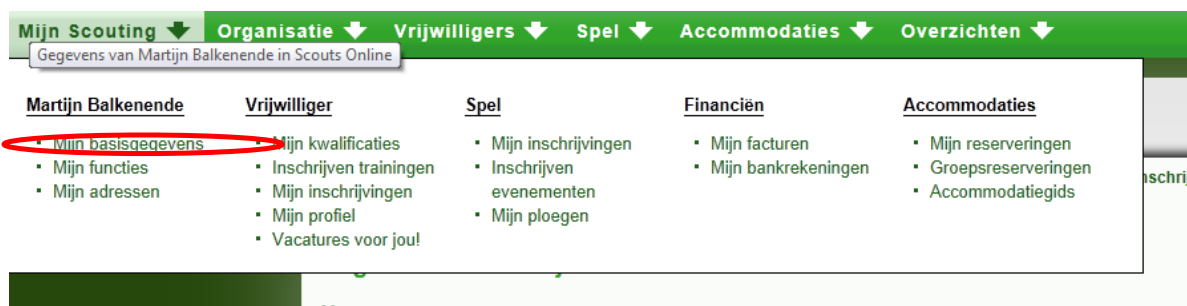 Mijn Scouting Organisatie Vrijwilligers Spel Accommodaties Overzichten
Gegevens van Martijn Balkenende in Scouts Online
Martijn Balkenende
Mijn basisgegevens
Mijn functies
Mijn adressen
Vrijwilliger
Mijn kwalificaties
Inschrijven trainingen
Mijn inschrijvingen
Mijn profiel
Vacatures voor jou!
Spel
Mijn inschrijvingen
Inschrijven
evenementen
Mijn ploegen
Financiën
Mijn facturen
Mijn bankrekeningen
Accommodaties
Mijn reserveringen
Groepsreserveringen
Accommodatiegids